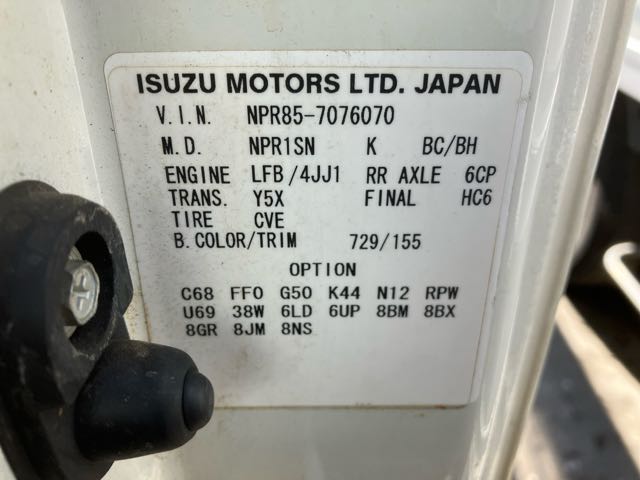 ISUZU MOTORS LTD. JAPAN
V.I.N. NPR85-7076070
M.D. NPR1SN K BC/BH
ENGINE LFB/4JJ1 RR AXLE 6CP
TRANS. Y5X FINAL HC6
TIRE CVE
B.COLOR/TRIM 729/155
OPTION
C68 FF0 G50 K44 N12 RPW
U69 38W 6LD 6UP 8BM 8BX
8GR 8JM 8NS